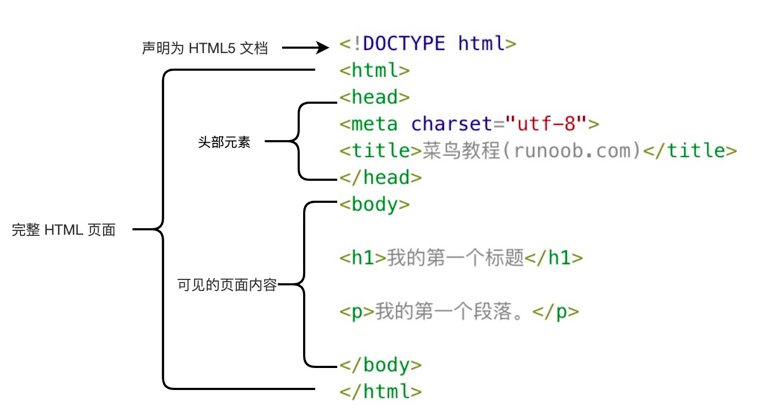 声明为 HTML5 文档
<!DOCTYPE html>
<html>
<head>
<meta charset="utf-8">
头部元素
<title>菜鸟教程(runoob.com)</title>
</head>
<body>
完整 HTML 页面
<h1>我的第一个标题</h1>
可见的页面内容
<p>我的第一个段落。</p>
</body>
</html>